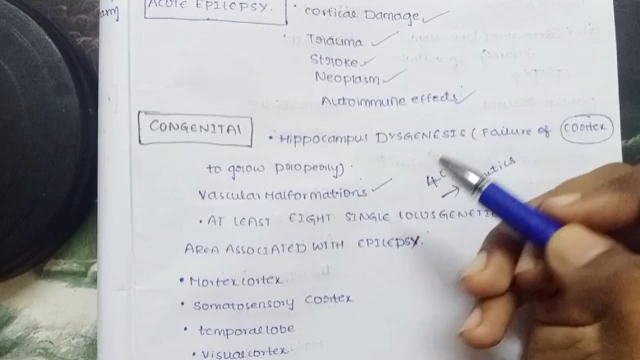 ACUTE EPILEPSY.
• Cortical Damage
• Trauma
Stroke
Neoplasm
Autoimmune effects
CONGENITAL
• Hippocampus DYSGENESIS (Failure of cortex
to grow properly).
Vascular Malformations
• AT LEAST EIGHT SINGLE LOCUS GENETIC
AREA ASSOCIATED WITH EPILEPSY.
• Mortex cortex
• Somatosensory Cortex
• temporal lobe
• Visual cortex.